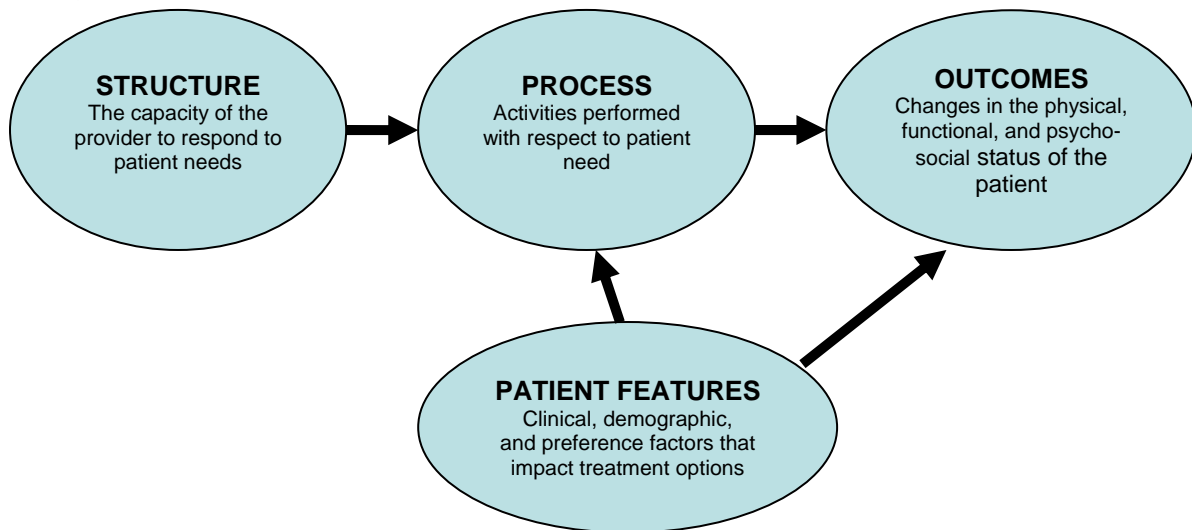 STRUCTURE
The capacity of the
provider to respond to
patient needs
PROCESS
Activities performed
with respect to patient
need
OUTCOMES
Changes in the physical,
functional, and psycho-
social status of the
patient
PATIENT FEATURES
Clinical, demographic,
and preference factors that
impact treatment options